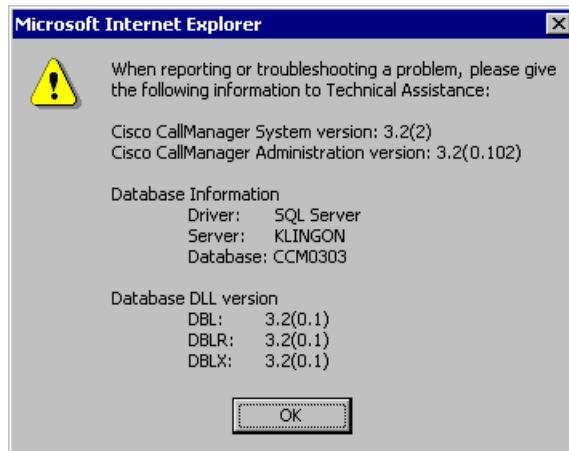 Microsoft Internet Explorer
When reporting or troubleshooting a problem, please give
the following information to Technical Assistance:
Cisco CallManager System version: 3.2(2)
Cisco CallManager Administration version: 3.2(0.102)
Database Information
Driver: SQL Server
Server: KLINGON
Database: CCM0303
Database DLL version
DBL: 3.2(0.1)
DBLR: 3.2(0.1)
DBLX: 3.2(0.1)
OK